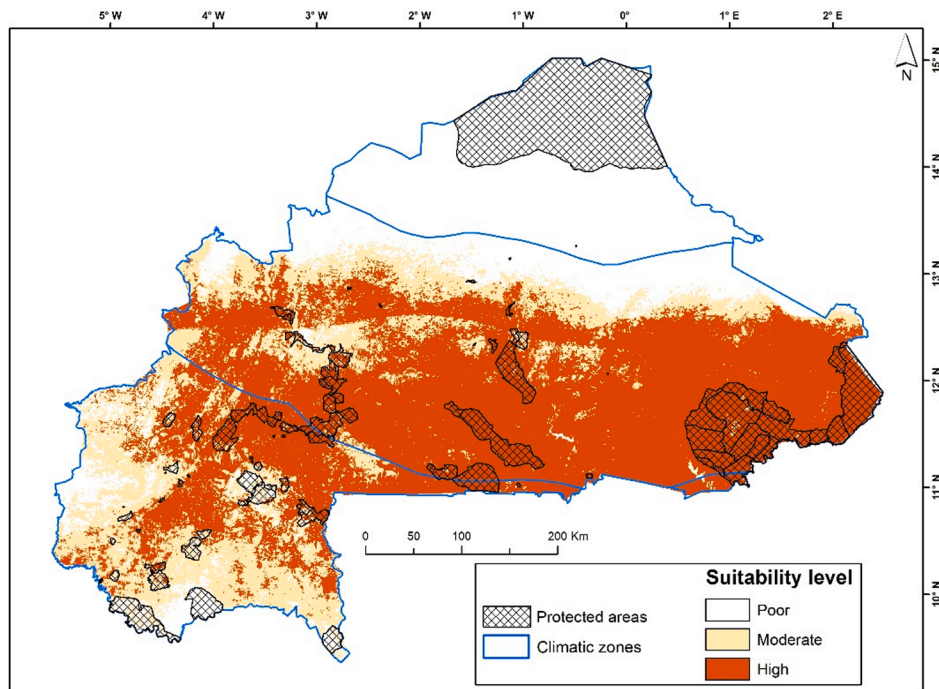 5° W 4° W 3° W 2° W 1° W 0° 1° E 2° E
15° N
N
14° N
13° N
12° N
11° N
10° N
0 50 100 200 Km
Suitability level
Protected areas
Climatic zones
Poor
Moderate
High